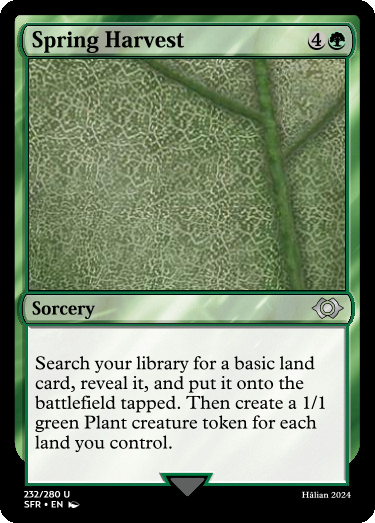 Spring Harvest 4
Sorcery
Search your library for a basic land
card, reveal it, and put it onto the
battlefield tapped. Then create a 1/1
green Plant creature token for each
land you control.
232/280 U
SFR • EN
Hālian 2024